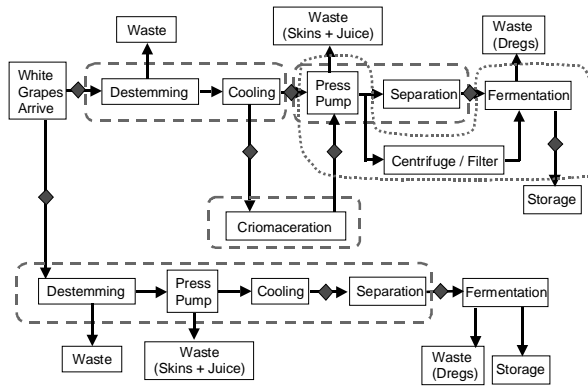 Waste
Waste
(Skins + Juice)
Waste
(Dregs)
White
Grapes
Arrive
Destemming
Cooling
Press
Pump
Separation
Fermentation
Centrifuge / Filter
Storage
Criomaceration
Destemming
Press
Pump
Cooling
Separation
Fermentation
Waste
Waste
(Skins + Juice)
Waste
(Dregs)
Storage